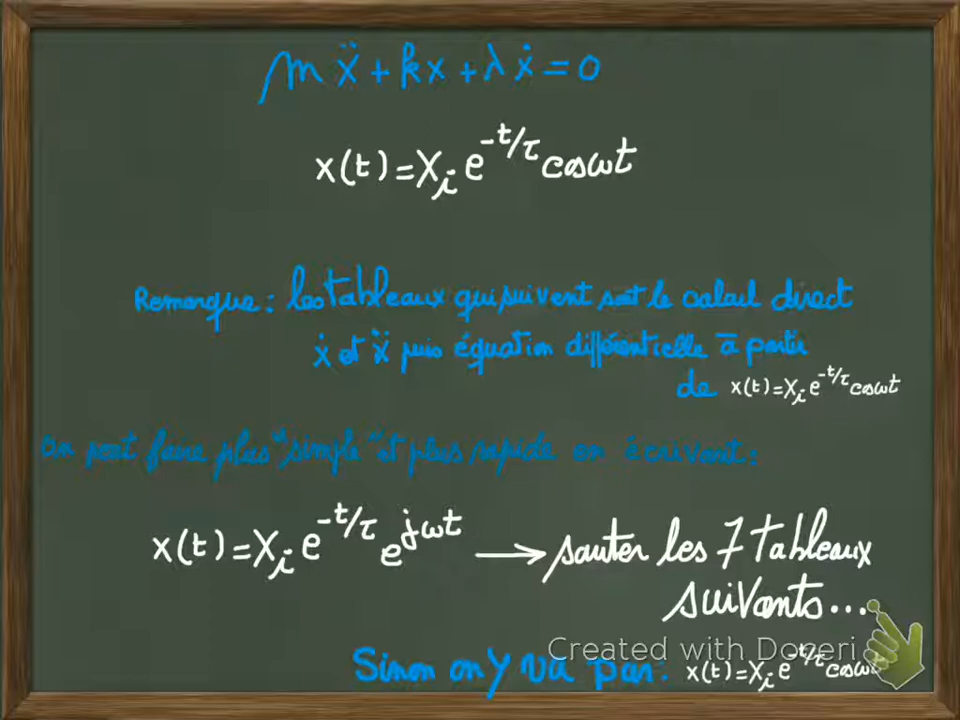 mẍ + kx + λẋ = 0
x(t) = Xᵢ e^{-t/τ} cosωt
Remarque : les tableaux qui suivent sont le calcul direct
ẋ et ẍ puis équation différentielle à partir
de x(t) = Xᵢ e^{-t/τ} cosωt
On peut faire plus "simple" et plus rapide en écrivant :
x(t) = Xᵢ e^{-t/τ} e^{jωt} → sauter les 7 tableaux
suivants...
Created with Doceri
Sinon on y va par : x(t) = Xᵢ e^{-t/τ} cosωt